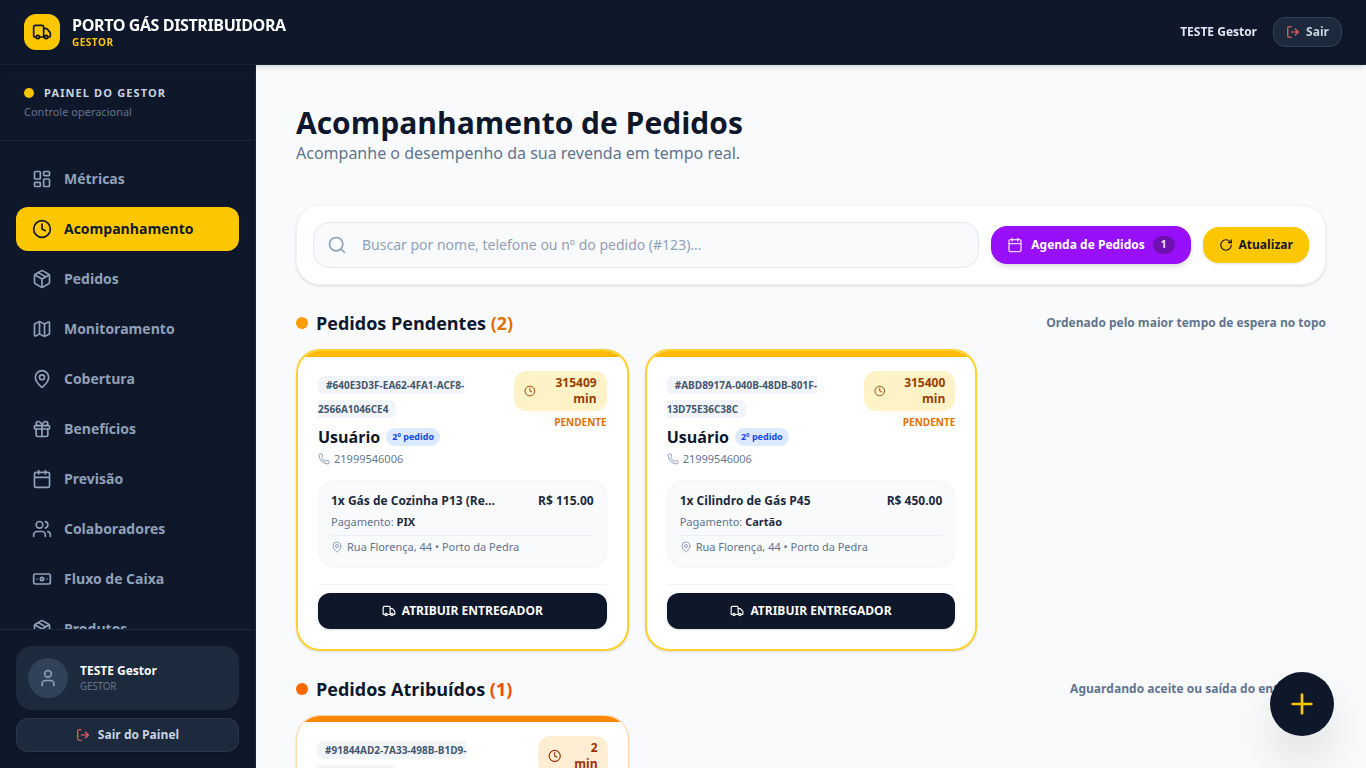 PORTO GÁS DISTRIBUIDORA
GESTOR
TESTE Gestor
Sair
PAINEL DO GESTOR
Controle operacional
Métricas
Acompanhamento
Pedidos
Monitoramento
Cobertura
Benefícios
Previsão
Colaboradores
Fluxo de Caixa
Produtos
TESTE Gestor
GESTOR
Sair do Painel
Acompanhamento de Pedidos
Acompanhe o desempenho da sua revenda em tempo real.
Buscar por nome, telefone ou nº do pedido (#123)...
Agenda de Pedidos 1
Atualizar
Pedidos Pendentes (2)
Ordenado pelo maior tempo de espera no topo
#640E3D3F-EA62-4FA1-ACF8-
2566A1046CE4
315409
min
PENDENTE
Usuário 2º pedido
21999546006
1x Gás de Cozinha P13 (Re... R$ 115.00
Pagamento: PIX
Rua Florença, 44 • Porto da Pedra
ATRIBUIR ENTREGADOR
#ABD8917A-040B-48DB-801F-
13D75E36C38C
315400
min
PENDENTE
Usuário 2º pedido
21999546006
1x Cilindro de Gás P45 R$ 450.00
Pagamento: Cartão
Rua Florença, 44 • Porto da Pedra
ATRIBUIR ENTREGADOR
Pedidos Atribuídos (1)
Aguardando aceite ou saída do en
#91844AD2-7A33-498B-B1D9-
2
min